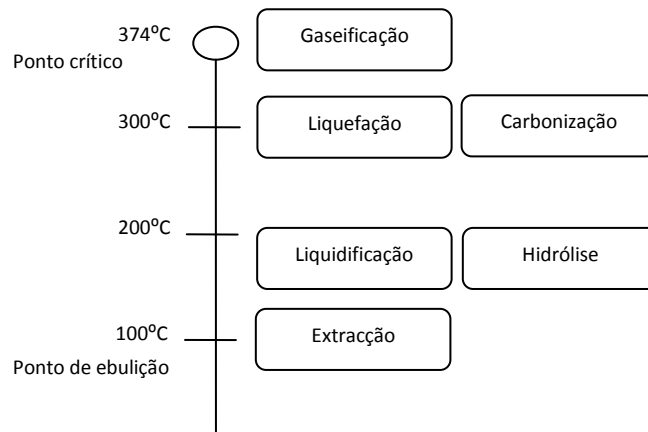 374ºC
Gaseificação
Ponto crítico
300ºC
Liquefação
Carbonização
200ºC
Liquidificação
Hidrólise
100ºC
Extracção
Ponto de ebulição